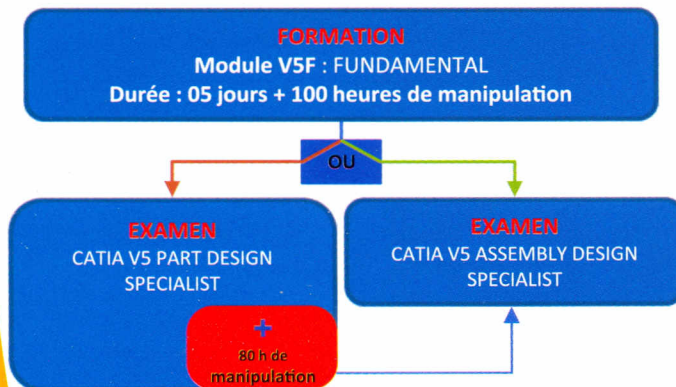 FORMATION
Module V5F : FUNDAMENTAL
Durée : 05 jours + 100 heures de manipulation
OU
EXAMEN
CATIA V5 PART DESIGN
SPECIALIST
+
80 h de
manipulation
EXAMEN
CATIA V5 ASSEMBLY DESIGN
SPECIALIST